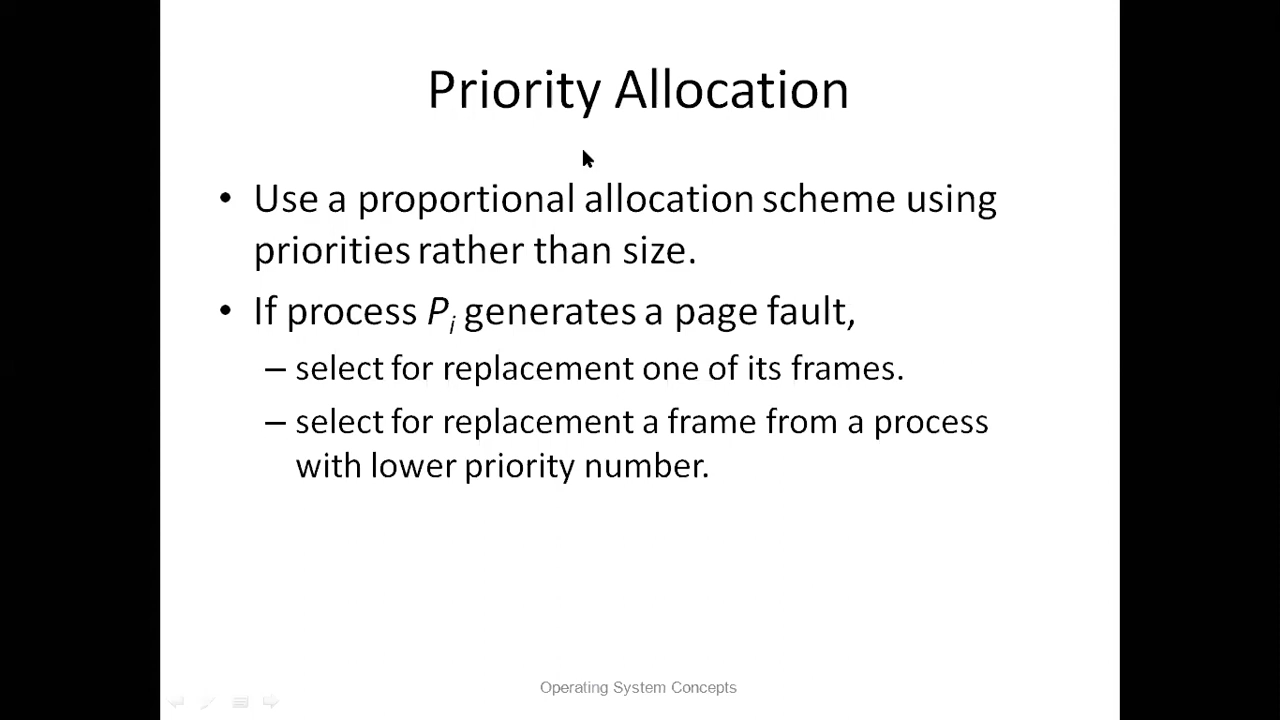 Priority Allocation
• Use a proportional allocation scheme using
priorities rather than size.
• If process Pi generates a page fault,
– select for replacement one of its frames.
– select for replacement a frame from a process
with lower priority number.
Operating System Concepts